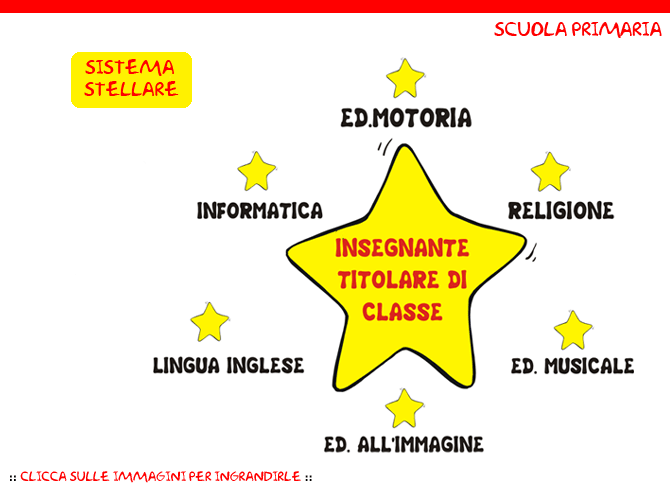 SCUOLA PRIMARIA
SISTEMA
STELLARE
ED.MOTORIA
INFORMATICA
RELIGIONE
INSEGNANTE
TITOLARE DI
CLASSE
LINGUA INGLESE
ED. MUSICALE
ED. ALL'IMMAGINE
:: CLICCA SULLE IMMAGINI PER INGRANDIRLE ::